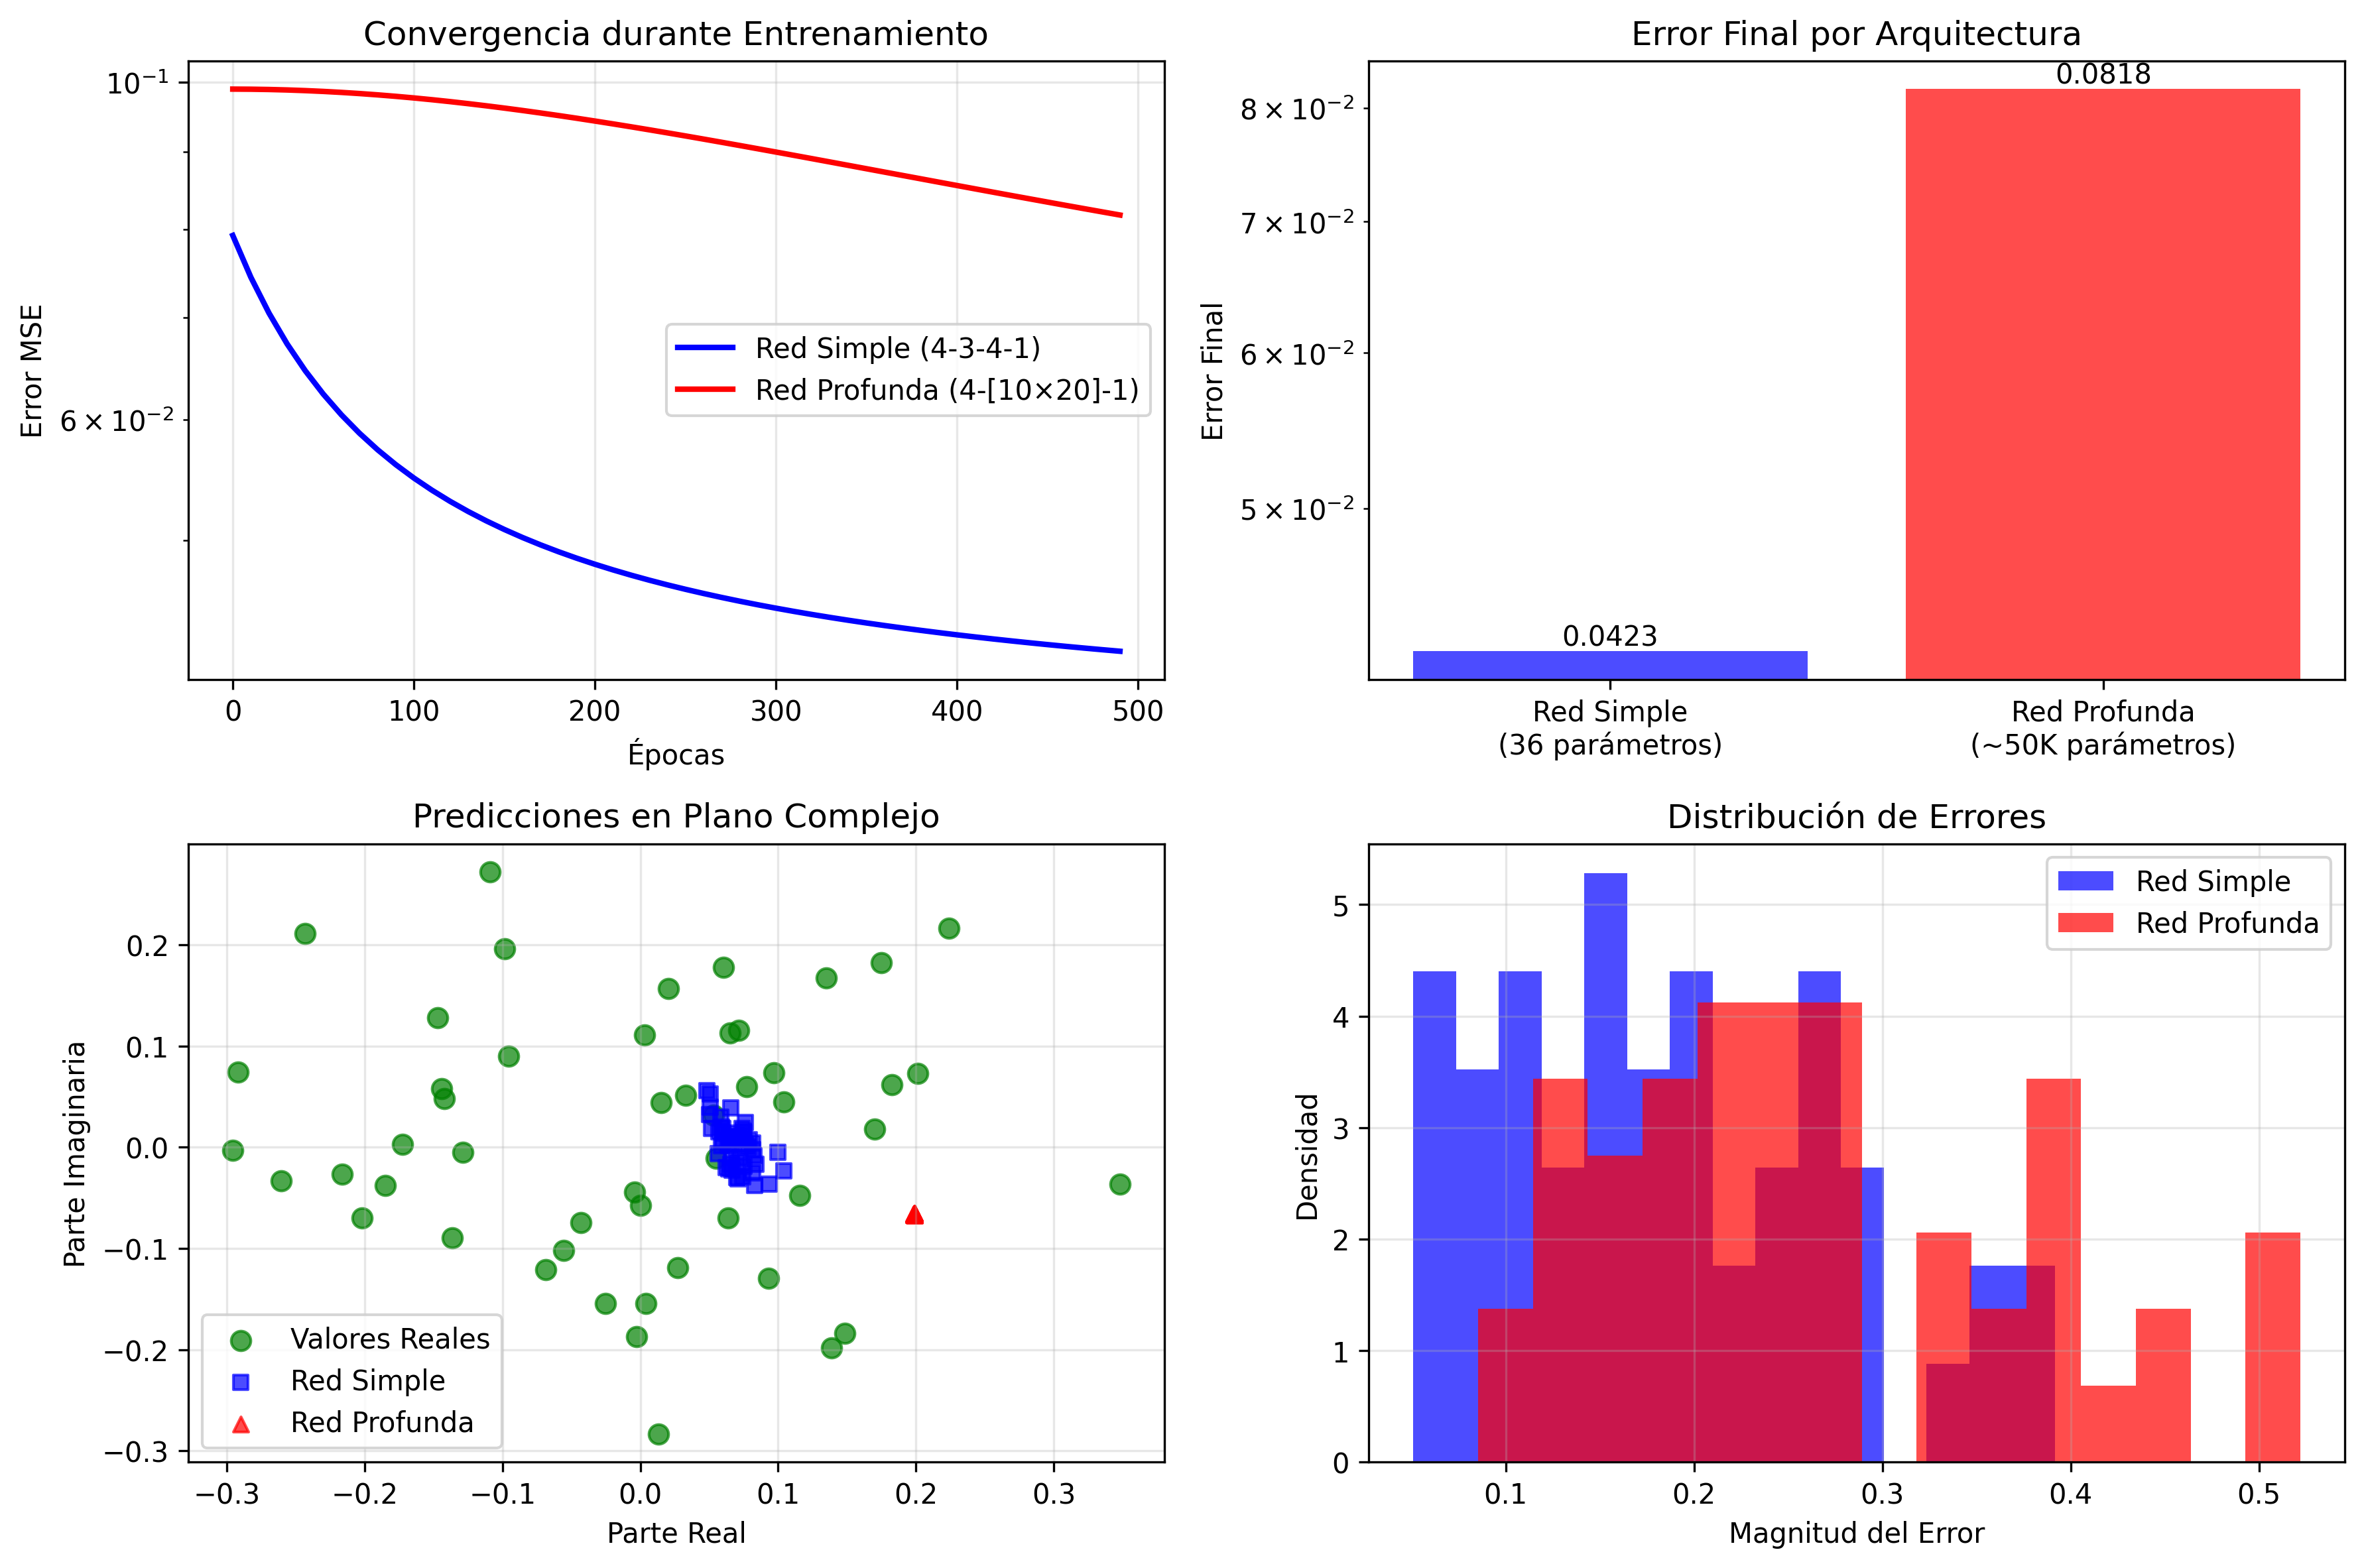 Convergencia durante Entrenamiento
10⁻¹
6 × 10⁻²
Error MSE
Red Simple (4-3-4-1)
Red Profunda (4-[10×20]-1)
0 100 200 300 400 500
Épocas
Error Final por Arquitectura
8 × 10⁻²
7 × 10⁻²
6 × 10⁻²
5 × 10⁻²
Error Final
0.0423
0.0818
Red Simple
(36 parámetros)
Red Profunda
(~50K parámetros)
Predicciones en Plano Complejo
0.2
0.1
0.0
−0.1
−0.2
−0.3
Parte Imaginaria
Valores Reales
Red Simple
Red Profunda
−0.3 −0.2 −0.1 0.0 0.1 0.2 0.3
Parte Real
Distribución de Errores
5
4
3
2
1
0
Densidad
Red Simple
Red Profunda
0.1 0.2 0.3 0.4 0.5
Magnitud del Error